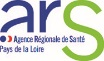 ars
Agence Régionale de Santé
Pays de la Loire